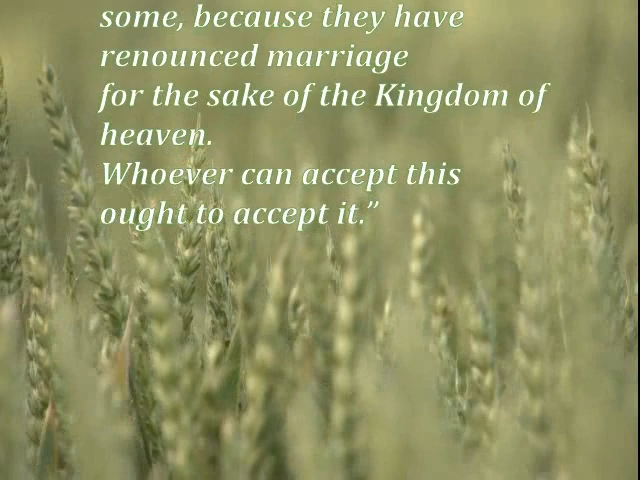 some, because they have
renounced marriage
for the sake of the Kingdom of
heaven.
Whoever can accept this
ought to accept it.”